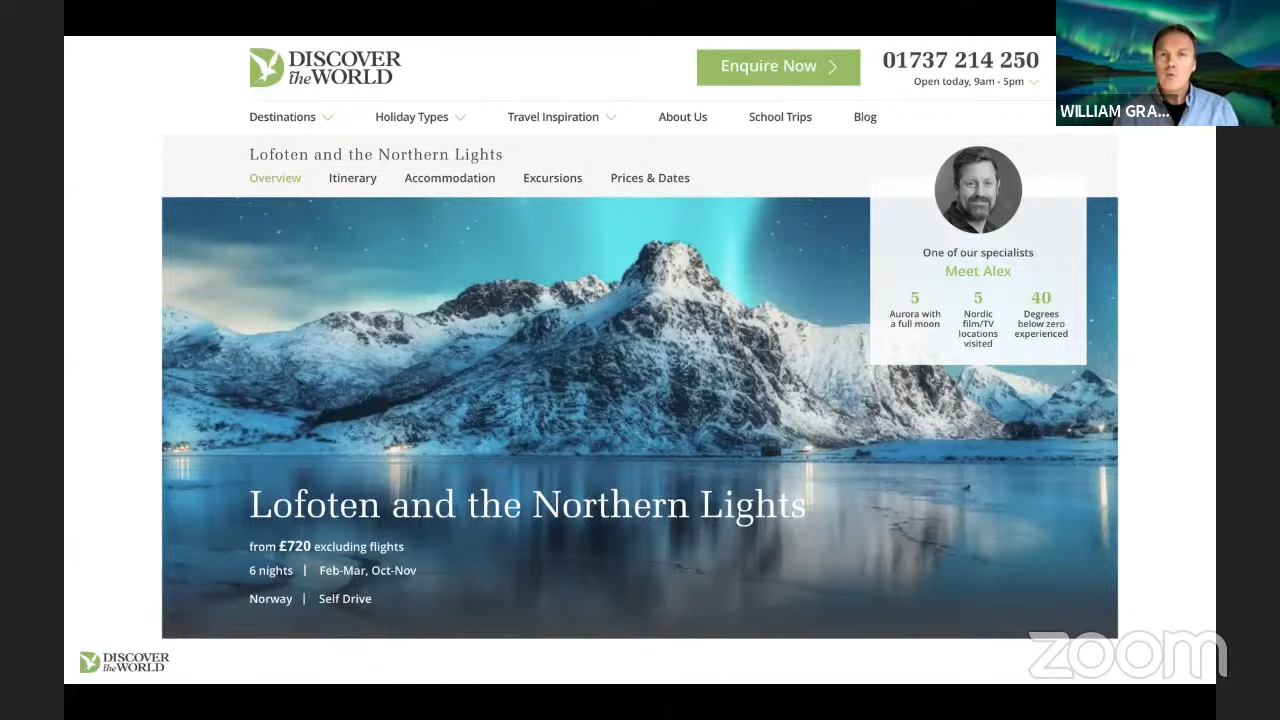 DISCOVER
the WORLD
Enquire Now
01737 214 250
Open today, 9am - 5pm
WILLIAM GRA...
Destinations
Holiday Types
Travel Inspiration
About Us
School Trips
Blog
Lofoten and the Northern Lights
Overview
Itinerary
Accommodation
Excursions
Prices & Dates
One of our specialists
Meet Alex
5
Aurora with
a full moon
5
Nordic
film/TV
locations
visited
40
Degrees
below zero
experienced
Lofoten and the Northern Lights
from £720 excluding flights
6 nights | Feb-Mar, Oct-Nov
Norway | Self Drive
DISCOVER
the WORLD
zoom